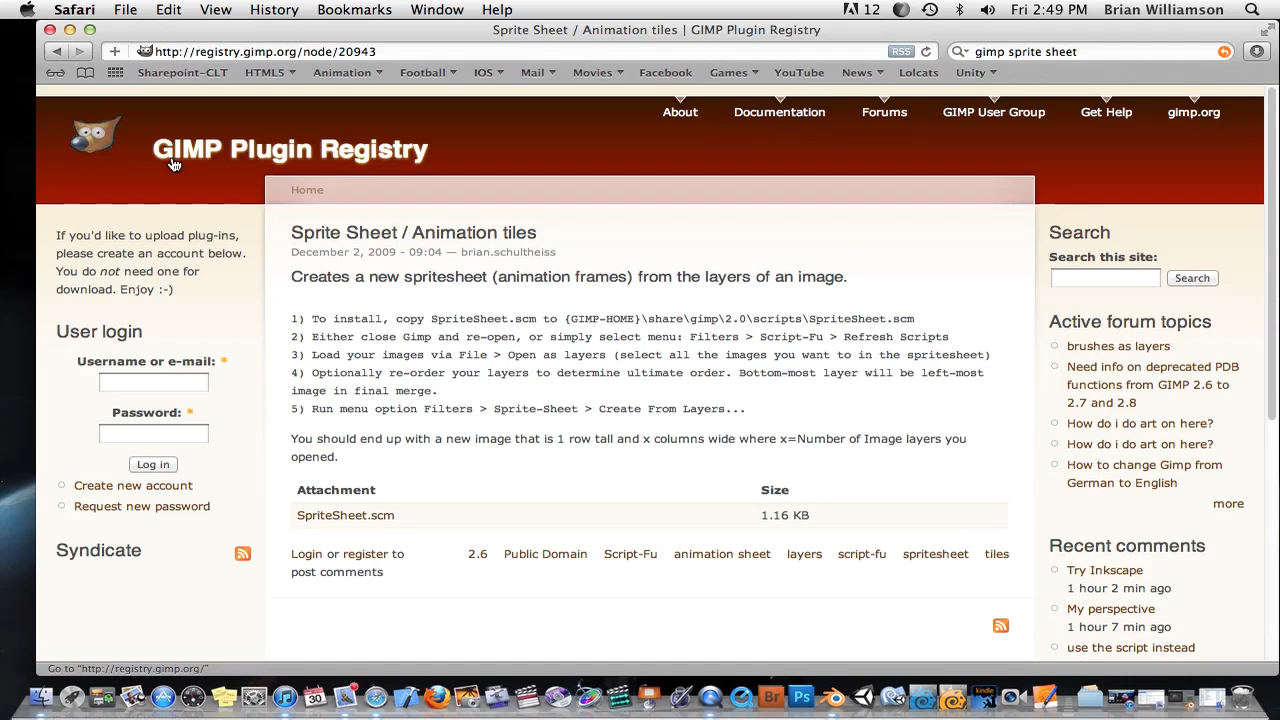 Safari File Edit View History Bookmarks Window Help 12 Fri 2:49 PM Brian Williamson
Sprite Sheet / Animation tiles | GIMP Plugin Registry
http://registry.gimp.org/node/20943 RSS gimp sprite sheet
Sharepoint-CLT HTML5 Animation Football IOS Mail Movies Facebook Games YouTube News Lolcats Unity
About Documentation Forums GIMP User Group Get Help gimp.org
GIMP Plugin Registry
Home
If you'd like to upload plug-ins,
please create an account below.
You do not need one for
download. Enjoy :-)
User login
Username or e-mail: *
Password: *
Log in
Create new account
Request new password
Syndicate
Sprite Sheet / Animation tiles
December 2, 2009 - 09:04 — brian.schultheiss
Creates a new spritesheet (animation frames) from the layers of an image.
1) To install, copy SpriteSheet.scm to {GIMP-HOME}\share\gimp\2.0\scripts\SpriteSheet.scm
2) Either close Gimp and re-open, or simply select menu: Filters > Script-Fu > Refresh Scripts
3) Load your images via File > Open as layers (select all the images you want to in the spritesheet)
4) Optionally re-order your layers to determine ultimate order. Bottom-most layer will be left-most
image in final merge.
5) Run menu option Filters > Sprite-Sheet > Create From Layers...
You should end up with a new image that is 1 row tall and x columns wide where x=Number of Image layers you
opened.
Attachment Size
SpriteSheet.scm 1.16 KB
Login or register to
post comments
2.6 Public Domain Script-Fu animation sheet layers script-fu spritesheet tiles
Search
Search this site:
Search
Active forum topics
brushes as layers
Need info on deprecated PDB
functions from GIMP 2.6 to
2.7 and 2.8
How do i do art on here?
How do i do art on here?
How to change Gimp from
German to English
more
Recent comments
Try Inkscape
1 hour 2 min ago
My perspective
1 hour 7 min ago
use the script instead
Go to "http://registry.gimp.org/"
30 Br Ps kindle